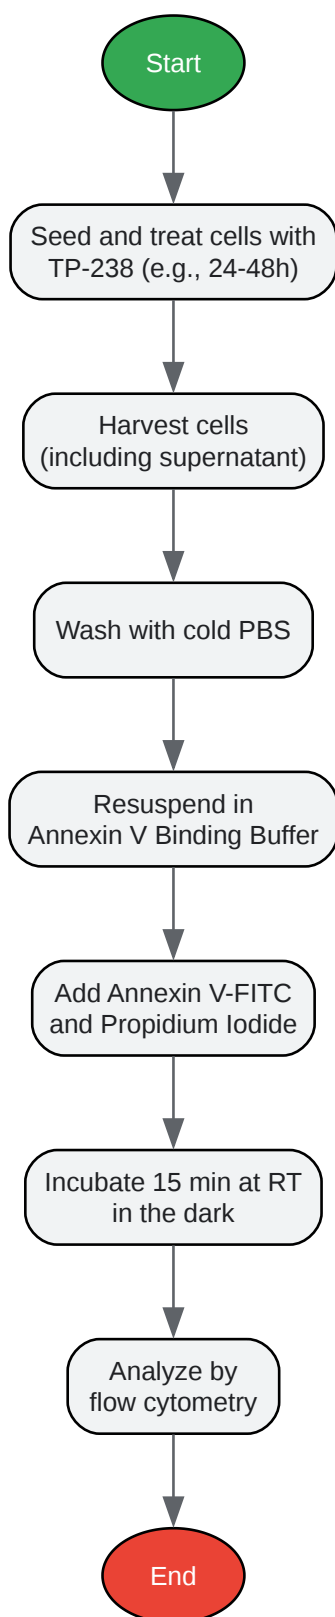 Start
Seed and treat cells with
TP-238 (e.g., 24-48h)
Harvest cells
(including supernatant)
Wash with cold PBS
Resuspend in
Annexin V Binding Buffer
Add Annexin V-FITC
and Propidium Iodide
Incubate 15 min at RT
in the dark
Analyze by
flow cytometry
End